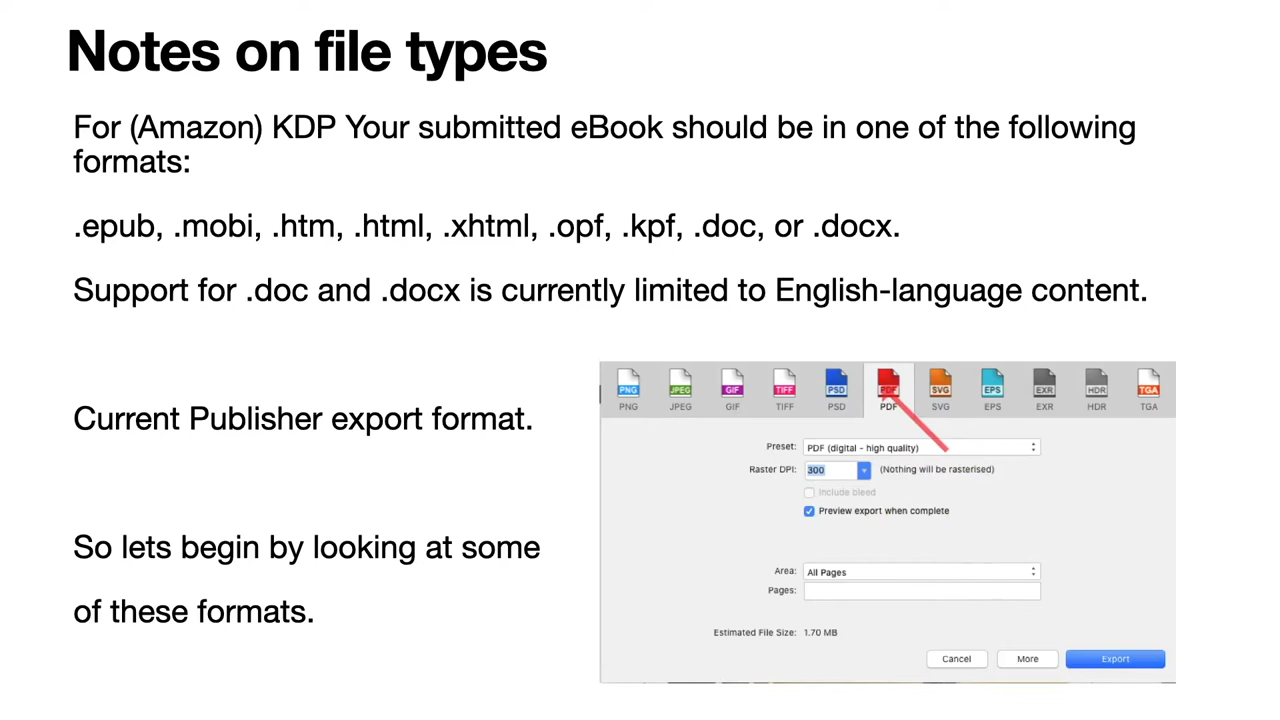 Notes on file types
For (Amazon) KDP Your submitted eBook should be in one of the following
formats:
.epub, .mobi, .htm, .html, .xhtml, .opf, .kpf, .doc, or .docx.
Support for .doc and .docx is currently limited to English-language content.
Current Publisher export format.
So lets begin by looking at some
of these formats.
PNG JPEG GIF TIFF PSD PDF SVG EPS EXR HDR TGA
PNG JPEG GIF TIFF PSD PDF SVG EPS EXR HDR TGA
Preset: PDF (digital - high quality)
Raster DPI: 300 (Nothing will be rasterised)
Include bleed
Preview export when complete
Area: All Pages
Pages:
Estimated File Size: 1.70 MB
Cancel More Export